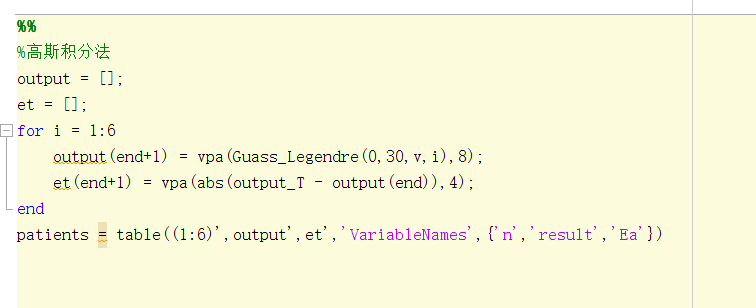 %%
%高斯积分法
output = [];
et = [];
for i = 1:6
    output(end+1) = vpa(Guass_Legendre(0,30,v,i),8);
    et(end+1) = vpa(abs(output_T - output(end)),4);
end
patients = table((1:6)',output',et','VariableNames',{'n','result','Ea'})